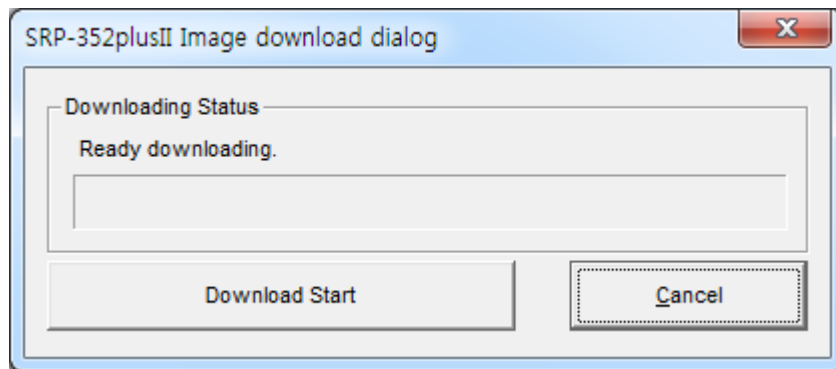 SRP-352plusII Image download dialog
Downloading Status
Ready downloading.
Download Start
Cancel